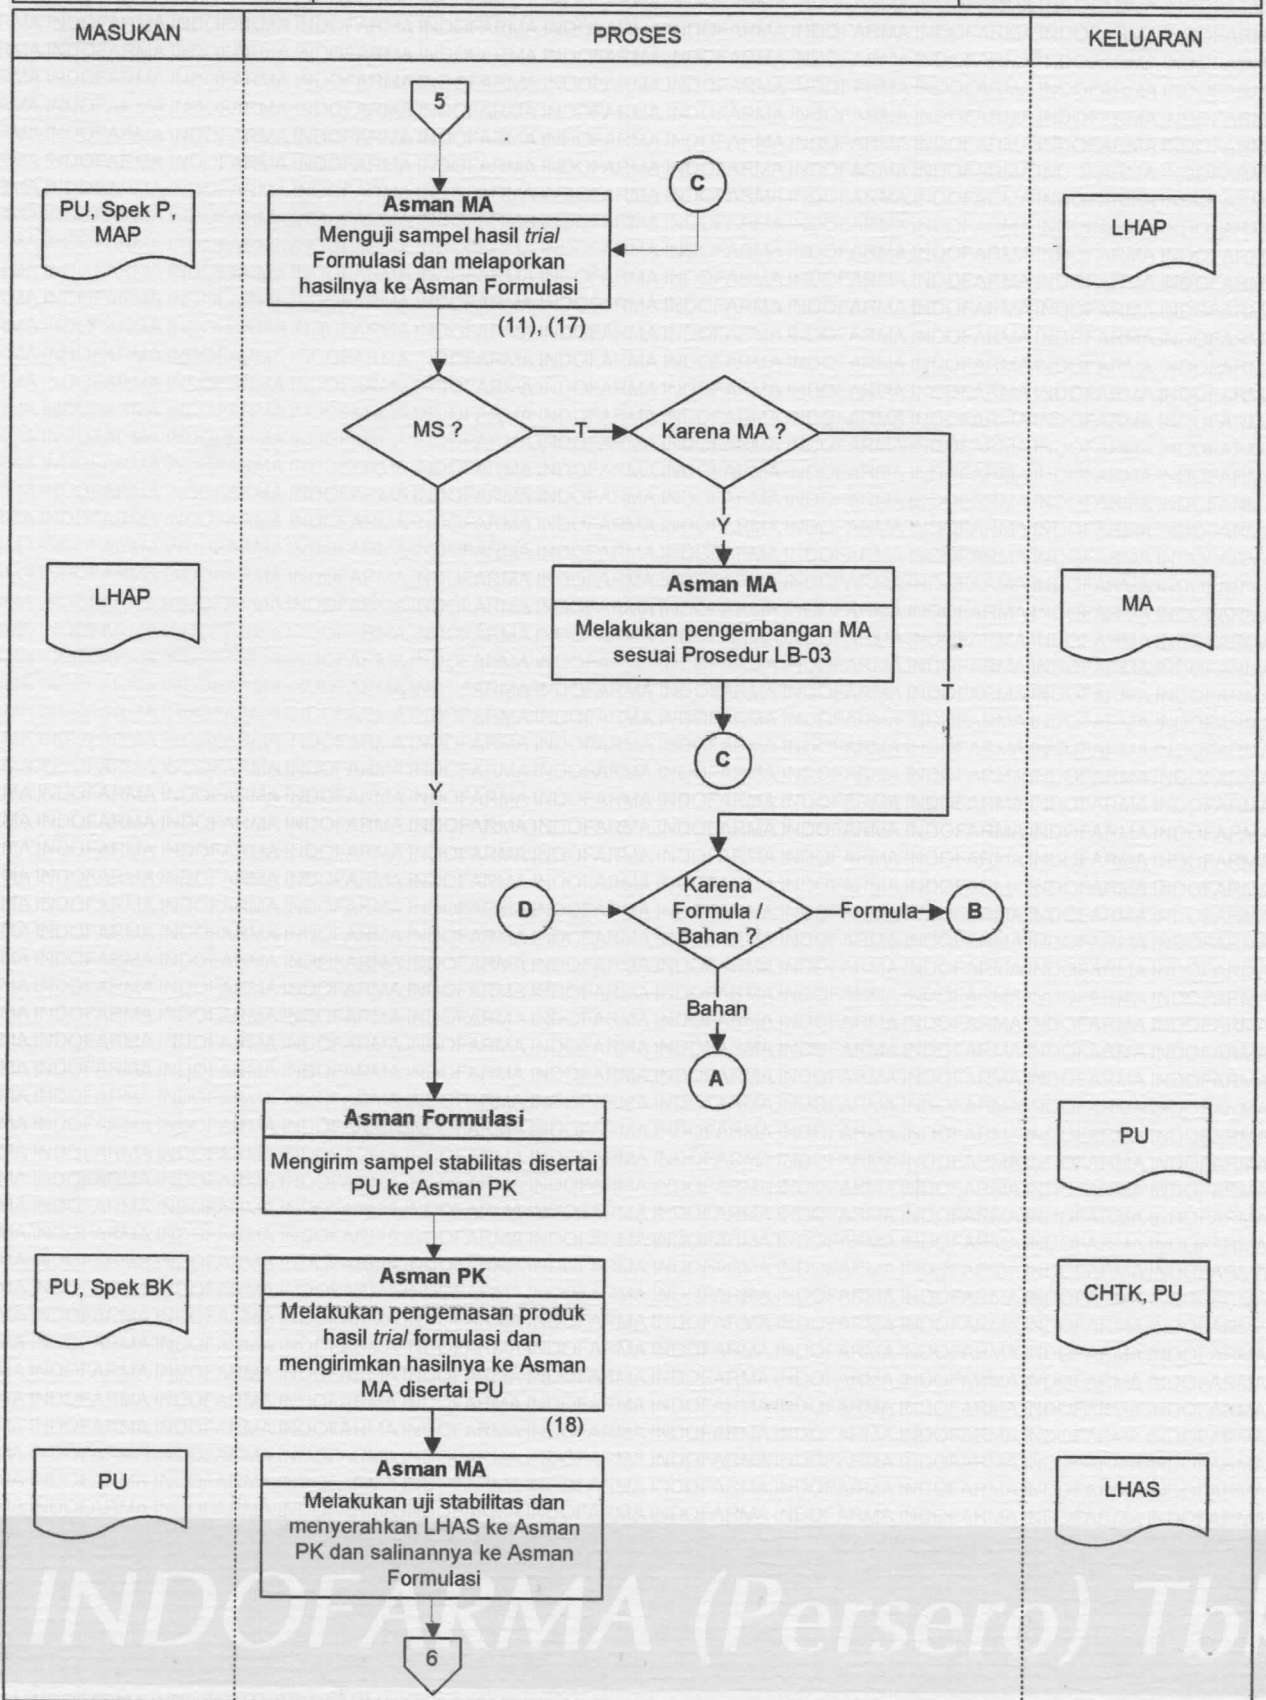 MASUKAN
PROSES
KELUARAN
5
C
PU, Spek P,
MAP
Asman MA
Menguji sampel hasil trial
Formulasi dan melaporkan
hasilnya ke Asman Formulasi
(11), (17)
LHAP
MS ?
T
Karena MA ?
Y
LHAP
Asman MA
Melakukan pengembangan MA
sesuai Prosedur LB-03
MA
T
C
Y
D
Karena
Formula /
Bahan ?
Formula
B
Bahan
A
Asman Formulasi
Mengirim sampel stabilitas disertai
PU ke Asman PK
PU
PU, Spek BK
Asman PK
Melakukan pengemasan produk
hasil trial formulasi dan
mengirimkan hasilnya ke Asman
MA disertai PU
(18)
CHTK, PU
PU
Asman MA
Melakukan uji stabilitas dan
menyerahkan LHAS ke Asman
PK dan salinannya ke Asman
Formulasi
LHAS
INDOFARMA (Persero) Tb
6